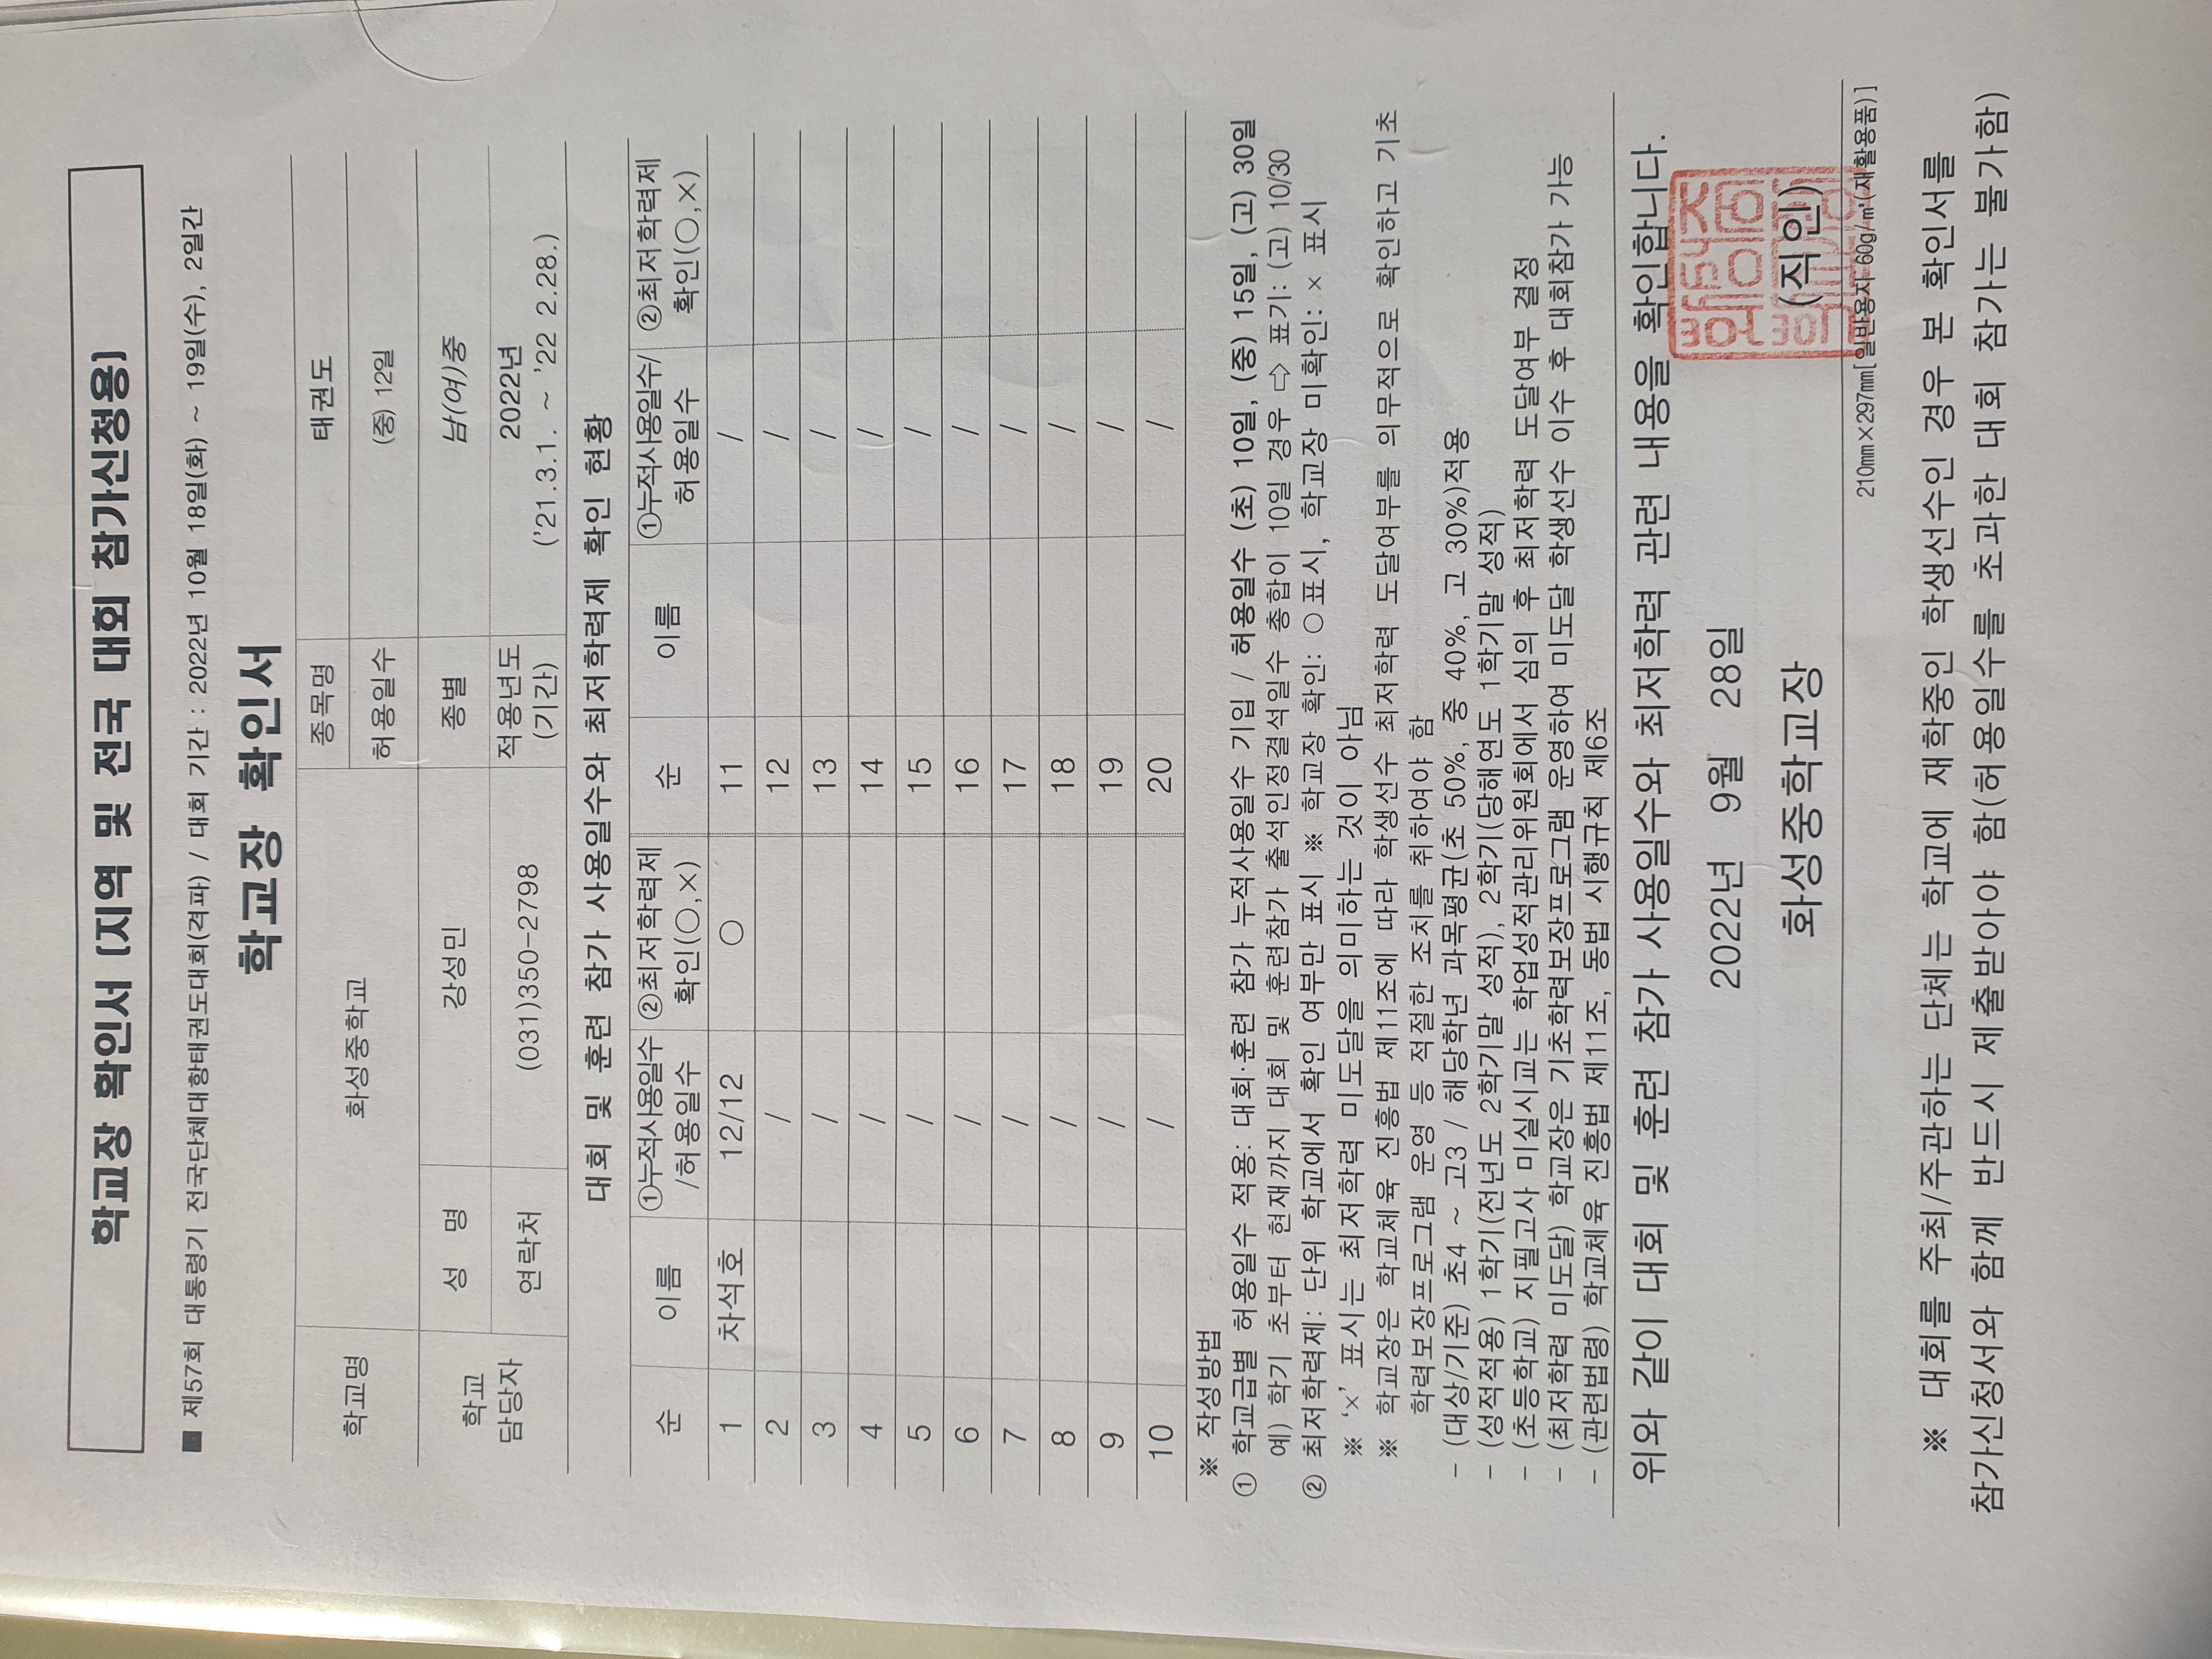 학교장 확인서 [지역 및 전국 대회 참가신청용]
■ 제57회 대통령기 전국단체대항태권도대회(격파) / 대회 기간 : 2022년 10월 18일(화) ~ 19일(수), 2일간
학교장 확인서
학교명 화성중학교 종목명 태권도
허용일수 (중) 12일
학교 담당자 성 명 강성민 종별 남(여)중
연락처 (031)350-2798 적용년도 (기간) 2022년 ('21.3.1. ~ '22 2.28.)
대회 및 훈련 참가 사용일수와 최저학력제 확인 현황
순 이름 ①누적사용일수 /허용일수 ②최저학력제 확인(○,×) 순 이름 ①누적사용일수/ 허용일수 ②최저학력제 확인(○,×)
1 차석호 12/12 ○ 11 /
2 / 12 /
3 / 13 /
4 / 14 /
5 / 15 /
6 / 16 /
7 / 17 /
8 / 18 /
9 / 19 /
10 / 20 /
※ 작성방법
① 학교급별 허용일수 적용: 대회·훈련 참가 누적사용일수 기입 / 허용일수 (초) 10일, (중) 15일, (고) 30일
예) 학기 초부터 현재까지 대회 및 훈련참가 출석인정결석일수 총합이 10일 경우 ⇨ 표기: (고) 10/30
② 최저학력제: 단위 학교에서 확인 여부만 표시 ※ 학교장 확인: ○표시, 학교장 미확인: × 표시
※ '×' 표시는 최저학력 미도달을 의미하는 것이 아님
※ 학교장은 학교체육 진흥법 제11조에 따라 학생선수 최저학력 도달여부를 의무적으로 확인하고 기초
학력보장프로그램 운영 등 적절한 조치를 취하여야 함
- (대상/기준) 초4 ~ 고3 / 해당학년 과목평균(초 50%, 중 40%, 고 30%)적용
- (성적적용) 1학기(전년도 2학기말 성적), 2학기(당해연도 1학기말 성적)
- (초등학교) 지필고사 미실시교는 학업성적관리위원회에서 심의 후 최저학력 도달여부 결정
- (최저학력 미도달) 학교장은 기초학력보장프로그램 운영하여 미도달 학생선수 이수 후 대회참가 가능
- (관련법령) 학교체육 진흥법 제11조, 동법 시행규칙 제6조
위와 같이 대회 및 훈련 참가 사용일수와 최저학력 관련 내용을 확인합니다.
2022년 9월 28일
화성중학교장 (직인)
210mm×297mm[일반용지 60g/㎡(재활용품)]
※ 대회를 주최/주관하는 단체는 학교에 재학중인 학생선수인 경우 본 확인서를
참가신청서와 함께 반드시 제출받아야 함(허용일수를 초과한 대회 참가는 불가함)